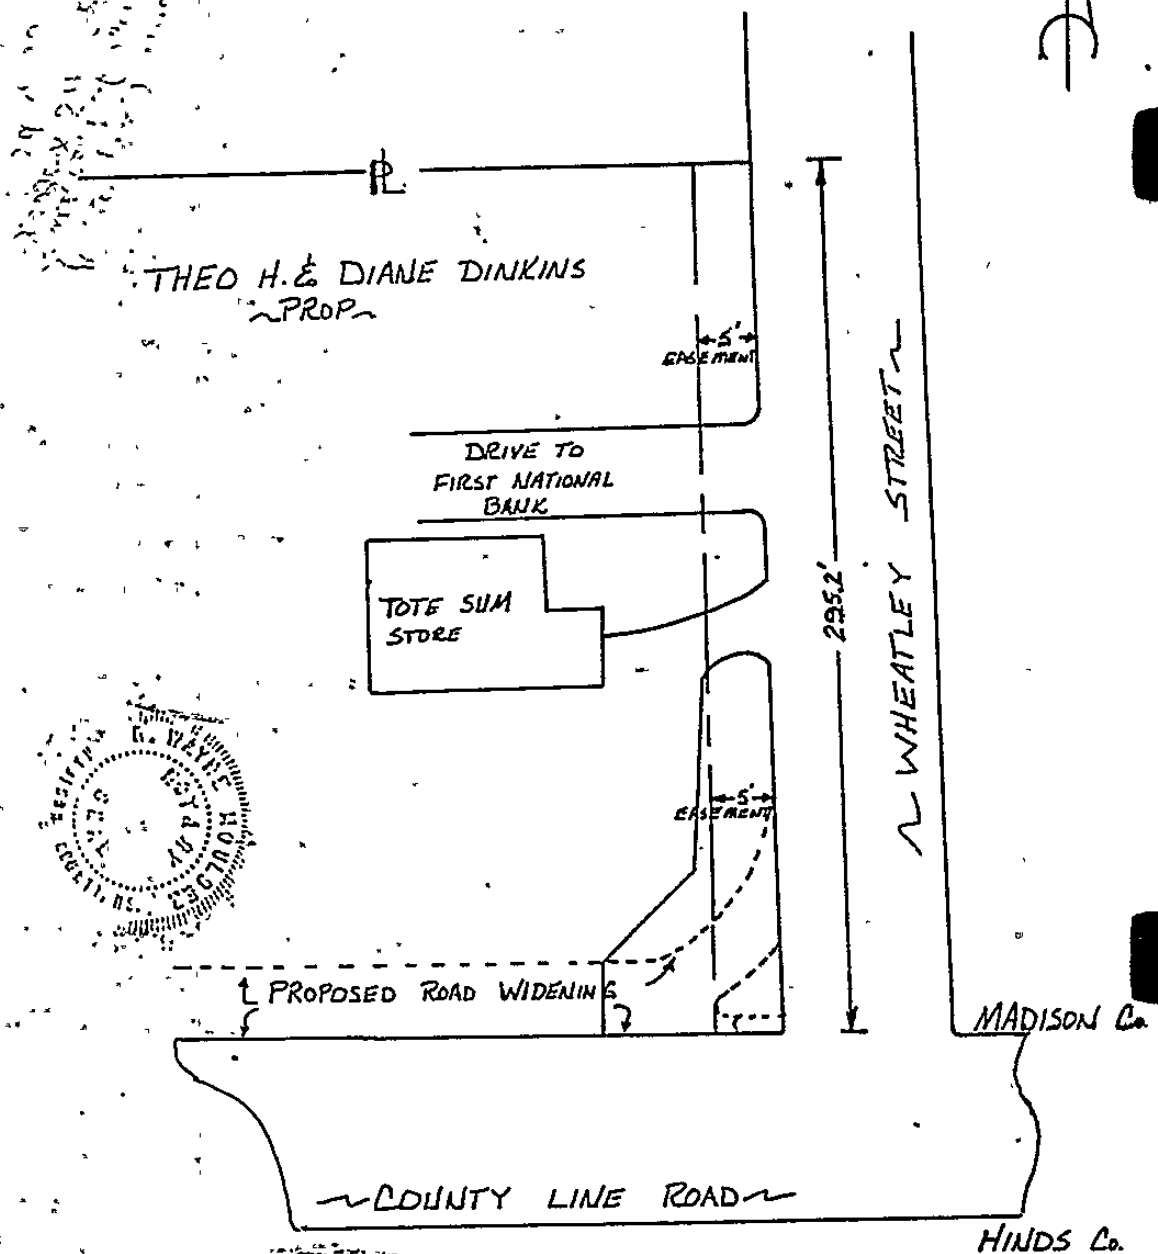 PL
THEO H. & DIANE DINKINS
~PROP~
5'
EASEMENT
DRIVE TO
FIRST NATIONAL
BANK
TOTE SUM
STORE
295.2'
~ WHEATLEY STREET ~
5'
EASEMENT
PROPOSED ROAD WIDENING
MADISON Co.
~COUNTY LINE ROAD~
HINDS Co.